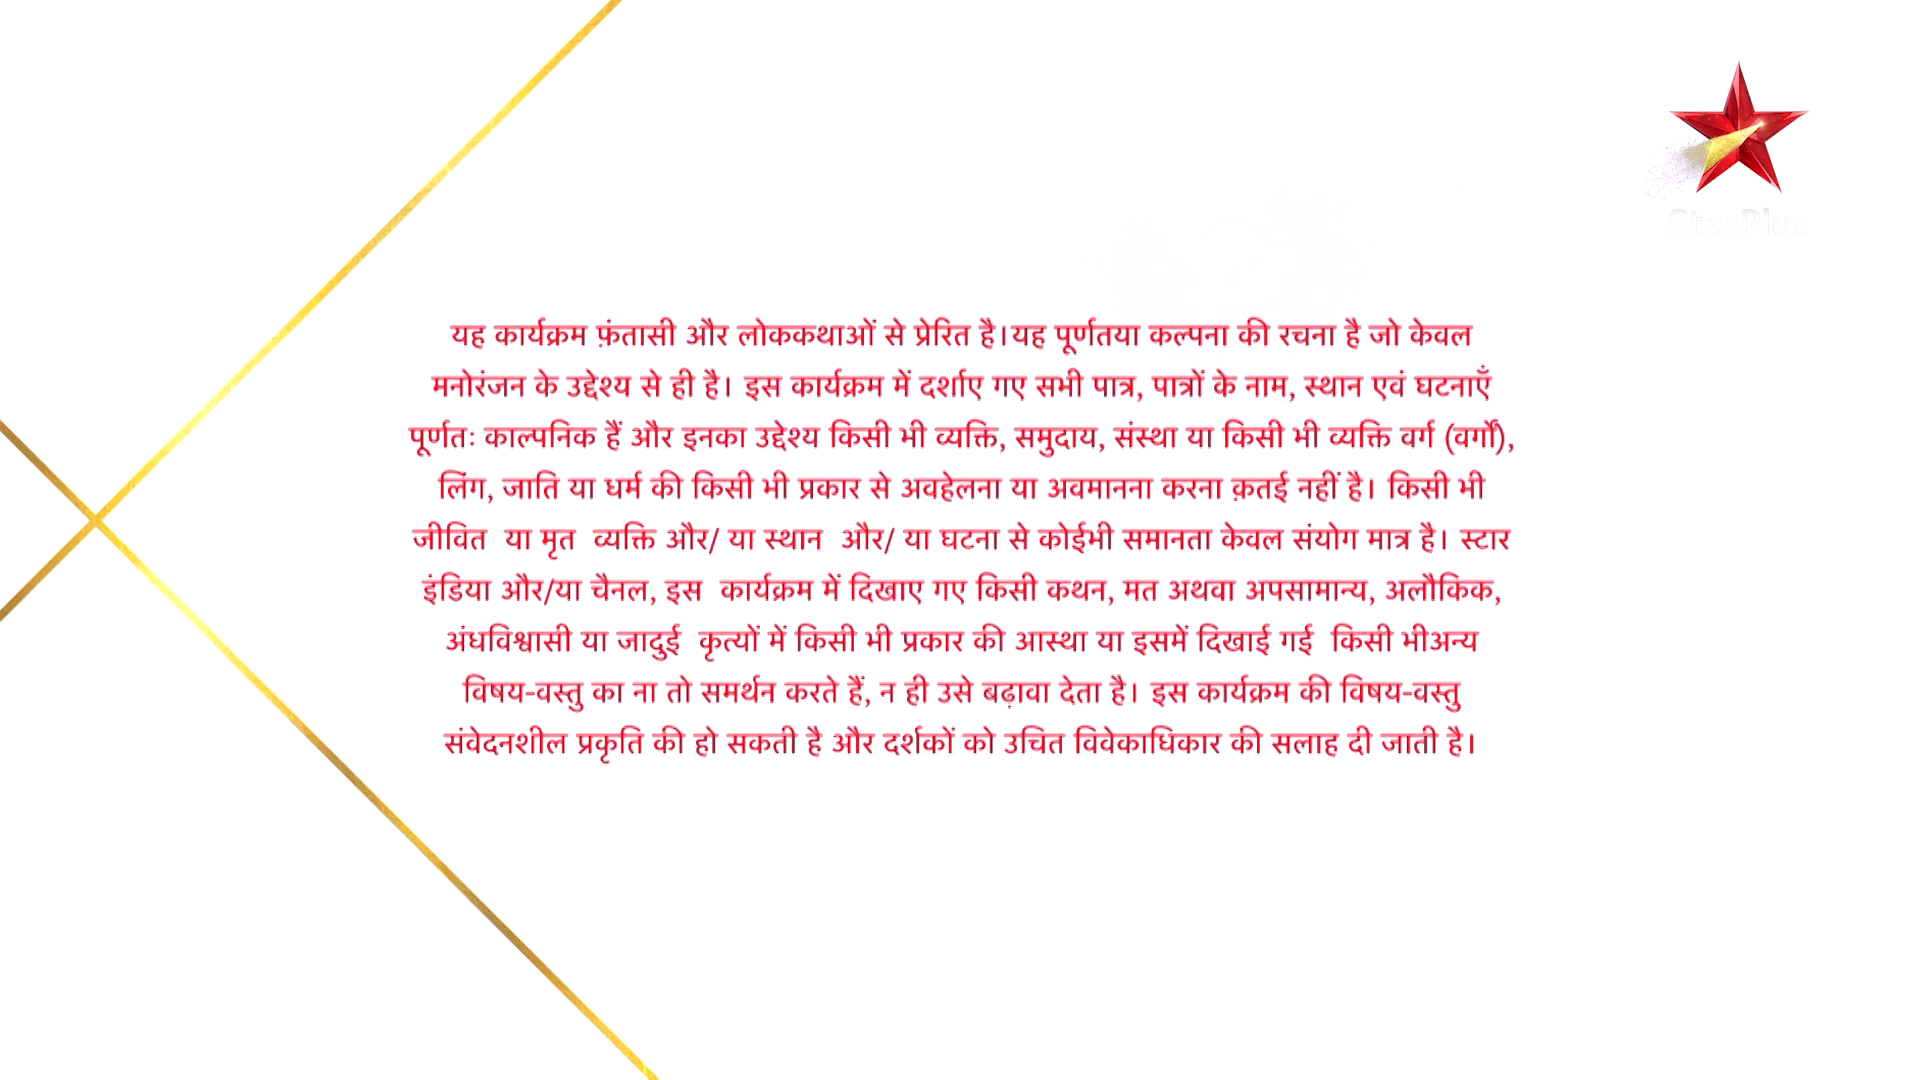 StarPlus
यह कार्यक्रम फ़ंतासी और लोककथाओं से प्रेरित है।यह पूर्णतया कल्पना की रचना है जो केवल
मनोरंजन के उद्देश्य से ही है। इस कार्यक्रम में दर्शाए गए सभी पात्र, पात्रों के नाम, स्थान एवं घटनाएँ
पूर्णतः काल्पनिक हैं और इनका उद्देश्य किसी भी व्यक्ति, समुदाय, संस्था या किसी भी व्यक्ति वर्ग (वर्गों),
लिंग, जाति या धर्म की किसी भी प्रकार से अवहेलना या अवमानना करना क़तई नहीं है। किसी भी
जीवित  या मृत  व्यक्ति और/ या स्थान  और/ या घटना से कोईभी समानता केवल संयोग मात्र है। स्टार
इंडिया और/या चैनल, इस  कार्यक्रम में दिखाए गए किसी कथन, मत अथवा अपसामान्य, अलौकिक,
अंधविश्वासी या जादुई  कृत्यों में किसी भी प्रकार की आस्था या इसमें दिखाई गई  किसी भीअन्य
विषय-वस्तु का ना तो समर्थन करते हैं, न ही उसे बढ़ावा देता है। इस कार्यक्रम की विषय-वस्तु
संवेदनशील प्रकृति की हो सकती है और दर्शकों को उचित विवेकाधिकार की सलाह दी जाती है।